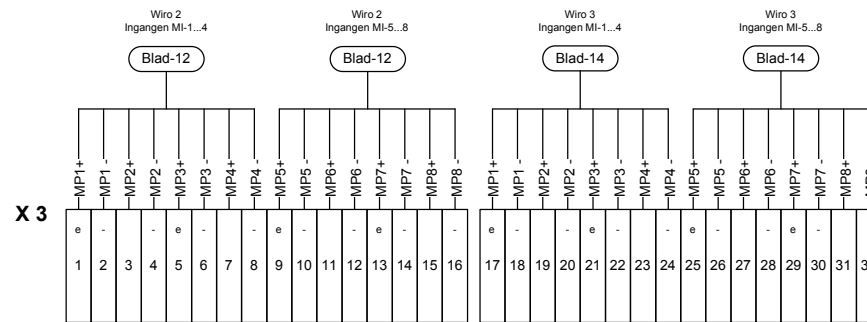 Wiro 2 Wiro 2 Wiro 3 Wiro 3
Ingangen MI-1...4 Ingangen MI-5...8 Ingangen MI-1...4 Ingangen MI-5...8
Blad-12 Blad-12 Blad-14 Blad-14
MP1+ MP1 - MP2+ MP2 - MP3+ MP3 - MP4+ MP4 - MP5+ MP5 - MP6+ MP6 - MP7+ MP7 - MP8+ MP8 - MP1+ MP1 - MP2+ MP2 - MP3+ MP3 - MP4+ MP4 - MP5+ MP5 - MP6+ MP6 - MP7+ MP7 - MP8+
X 3
e - - e - - e - - e - - e - - e - - e - - e - -
1 2 3 4 5 6 7 8 9 10 11 12 13 14 15 16 17 18 19 20 21 22 23 24 25 26 27 28 29 30 31